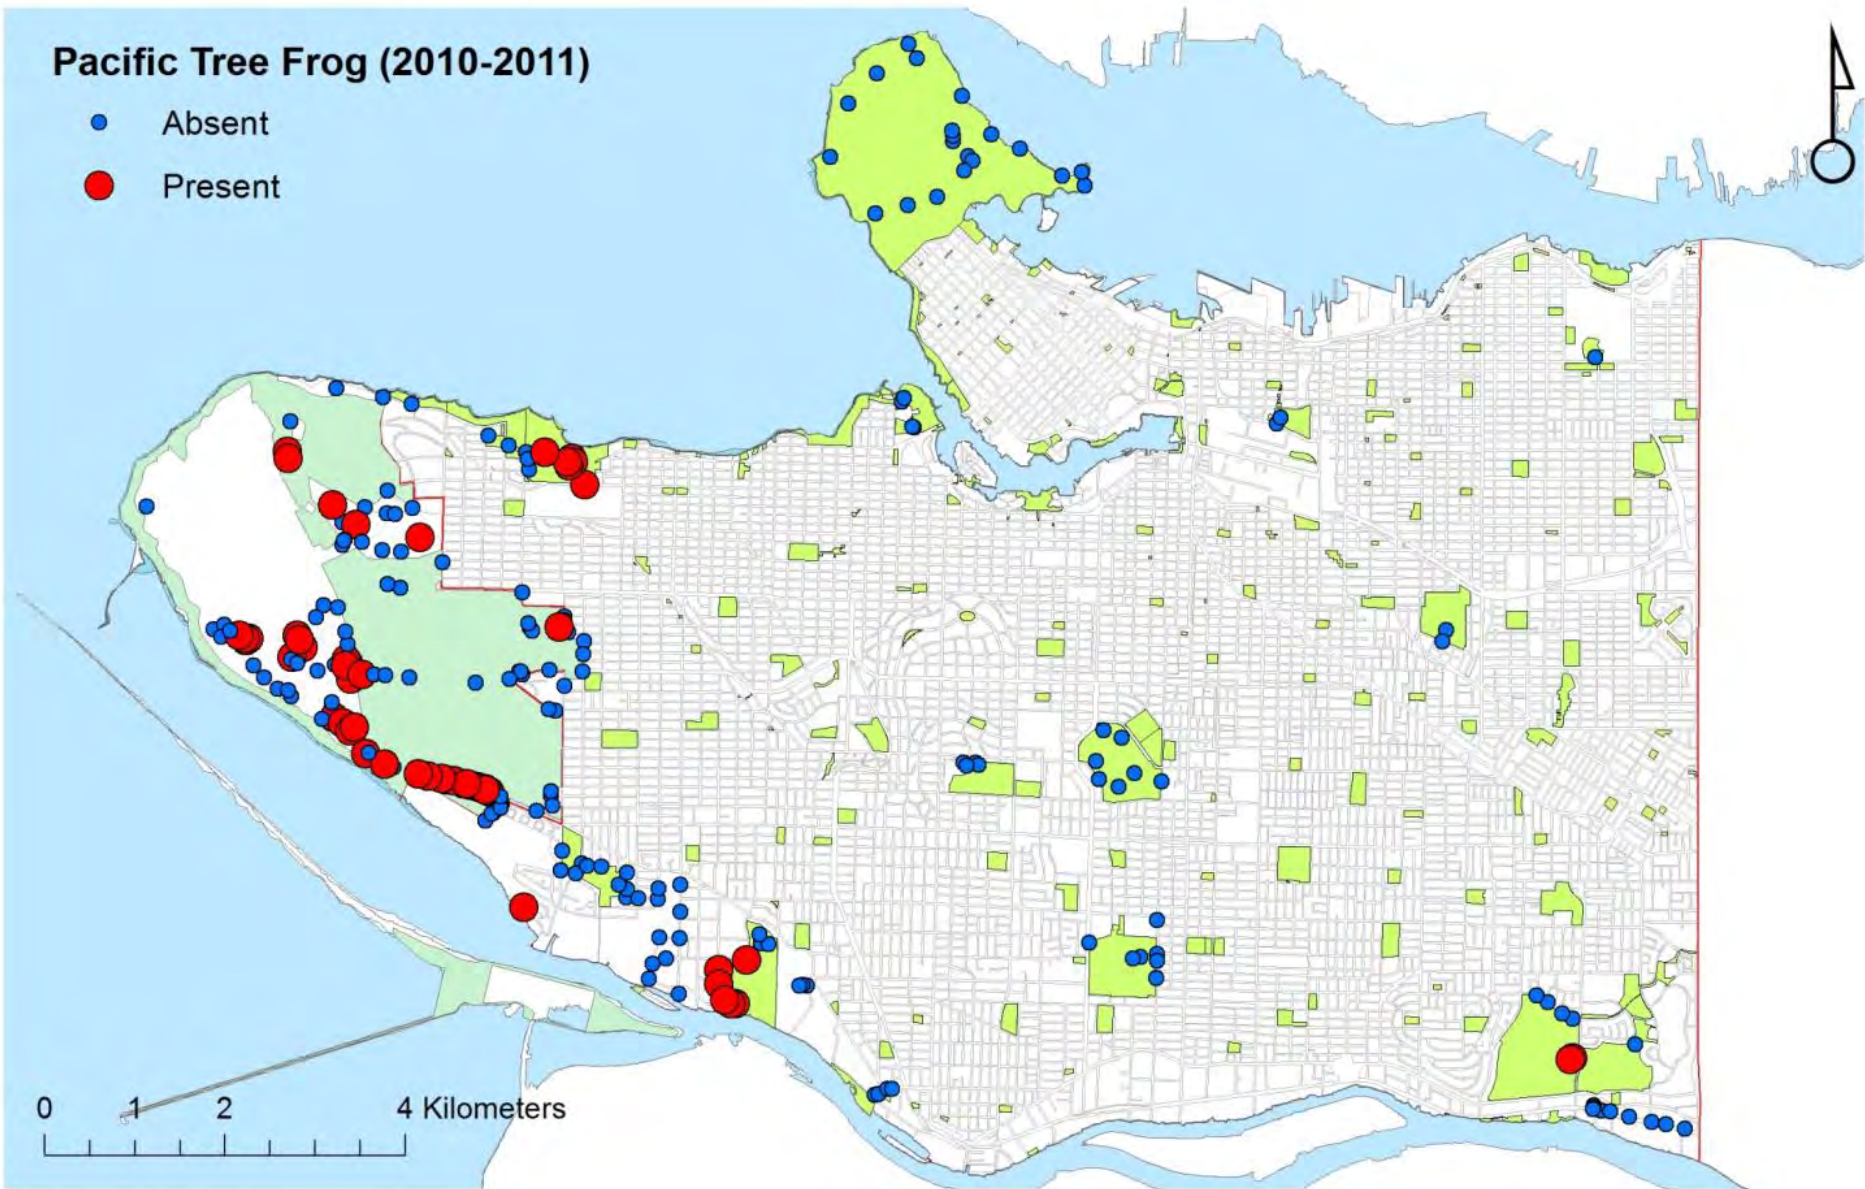 Pacific Tree Frog (2010-2011)
Absent
Present
0 1 2 4 Kilometers